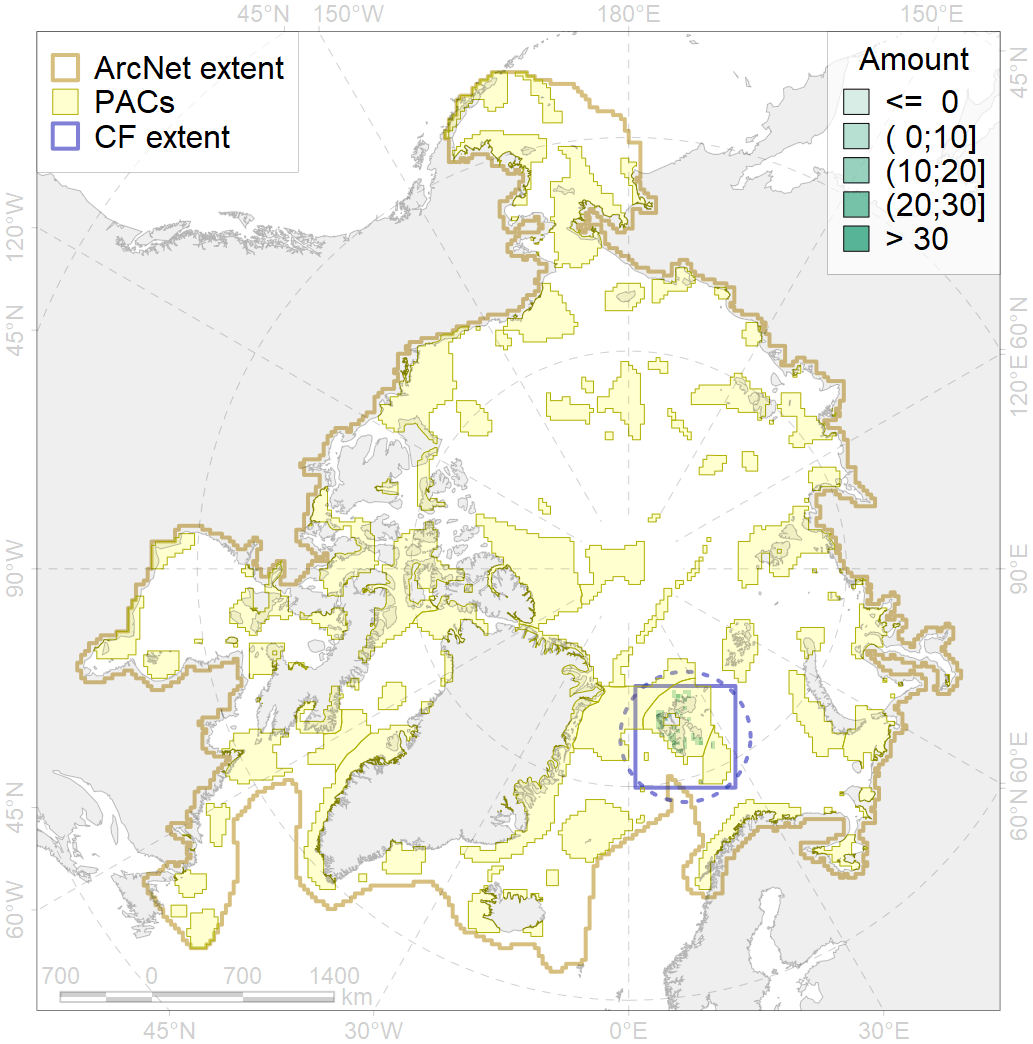 45°N 150°W 180°E 150°E
ArcNet extent
PACs
CF extent
Amount
<= 0
( 0;10]
(10;20]
(20;30]
> 30
45°N
120°W
45°N
60°N
120°E
90°W
90°E
45°N
60°E
60°N
60°W
700 0 700 1400
km
45°N 30°W 0°E 30°E